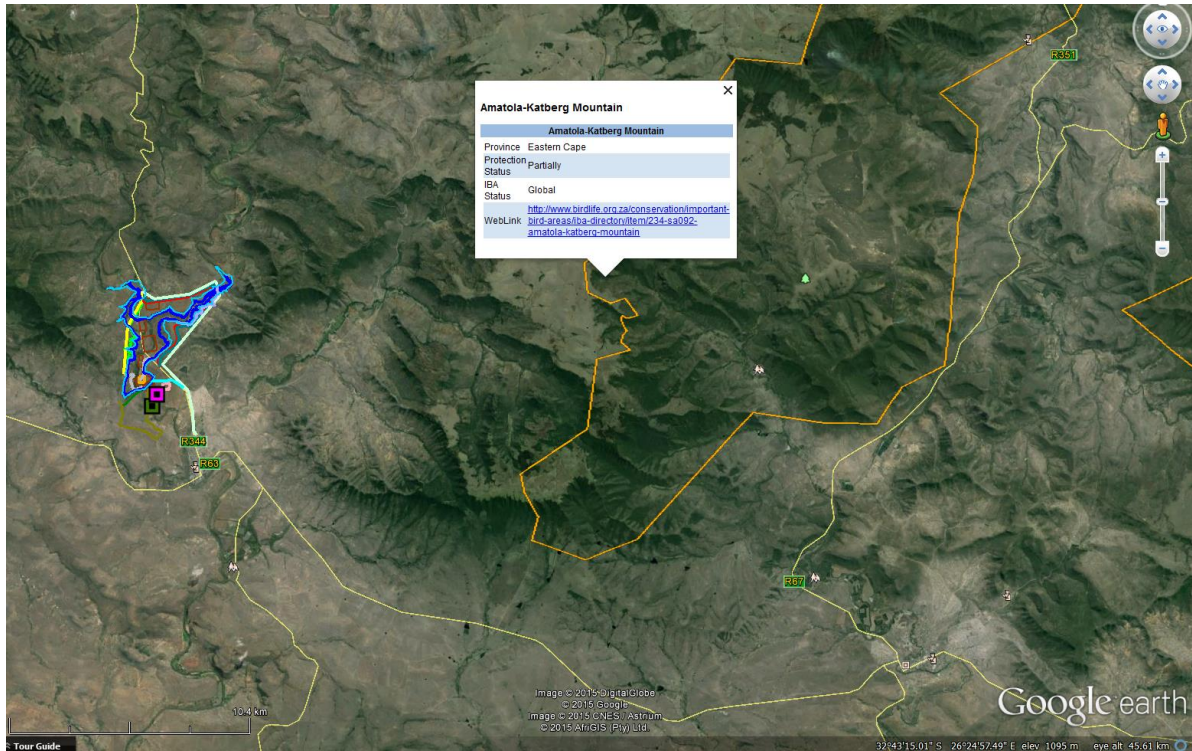 R351
Amatola-Katberg Mountain
Amatola-Katberg Mountain
Province Eastern Cape
Protection Status Partially
IBA Status Global
WebLink http://www.birdlife.org.za/conservation/important-
bird-areas/iba-directory/item/234-sa092-
amatola-katberg-mountain
R344
R63
R67
10.4 km
Image © 2015 DigitalGlobe
© 2015 Google
Image © 2015 CNES / Astrium
© 2015 AfriGIS (Pty) Ltd.
Google earth
Tour Guide
32°43'15.01" S 26°24'57.49" E elev 1095 m eye alt 45.61 km